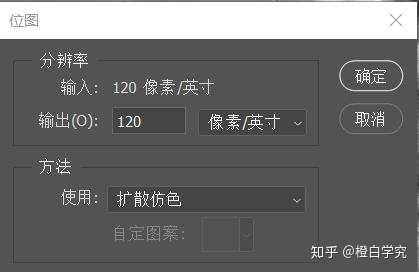 位图
分辨率
输入: 120 像素/英寸
输出(O): 120 像素/英寸
确定
取消
方法
使用: 扩散仿色
自定图案:
知乎 @橙白学究